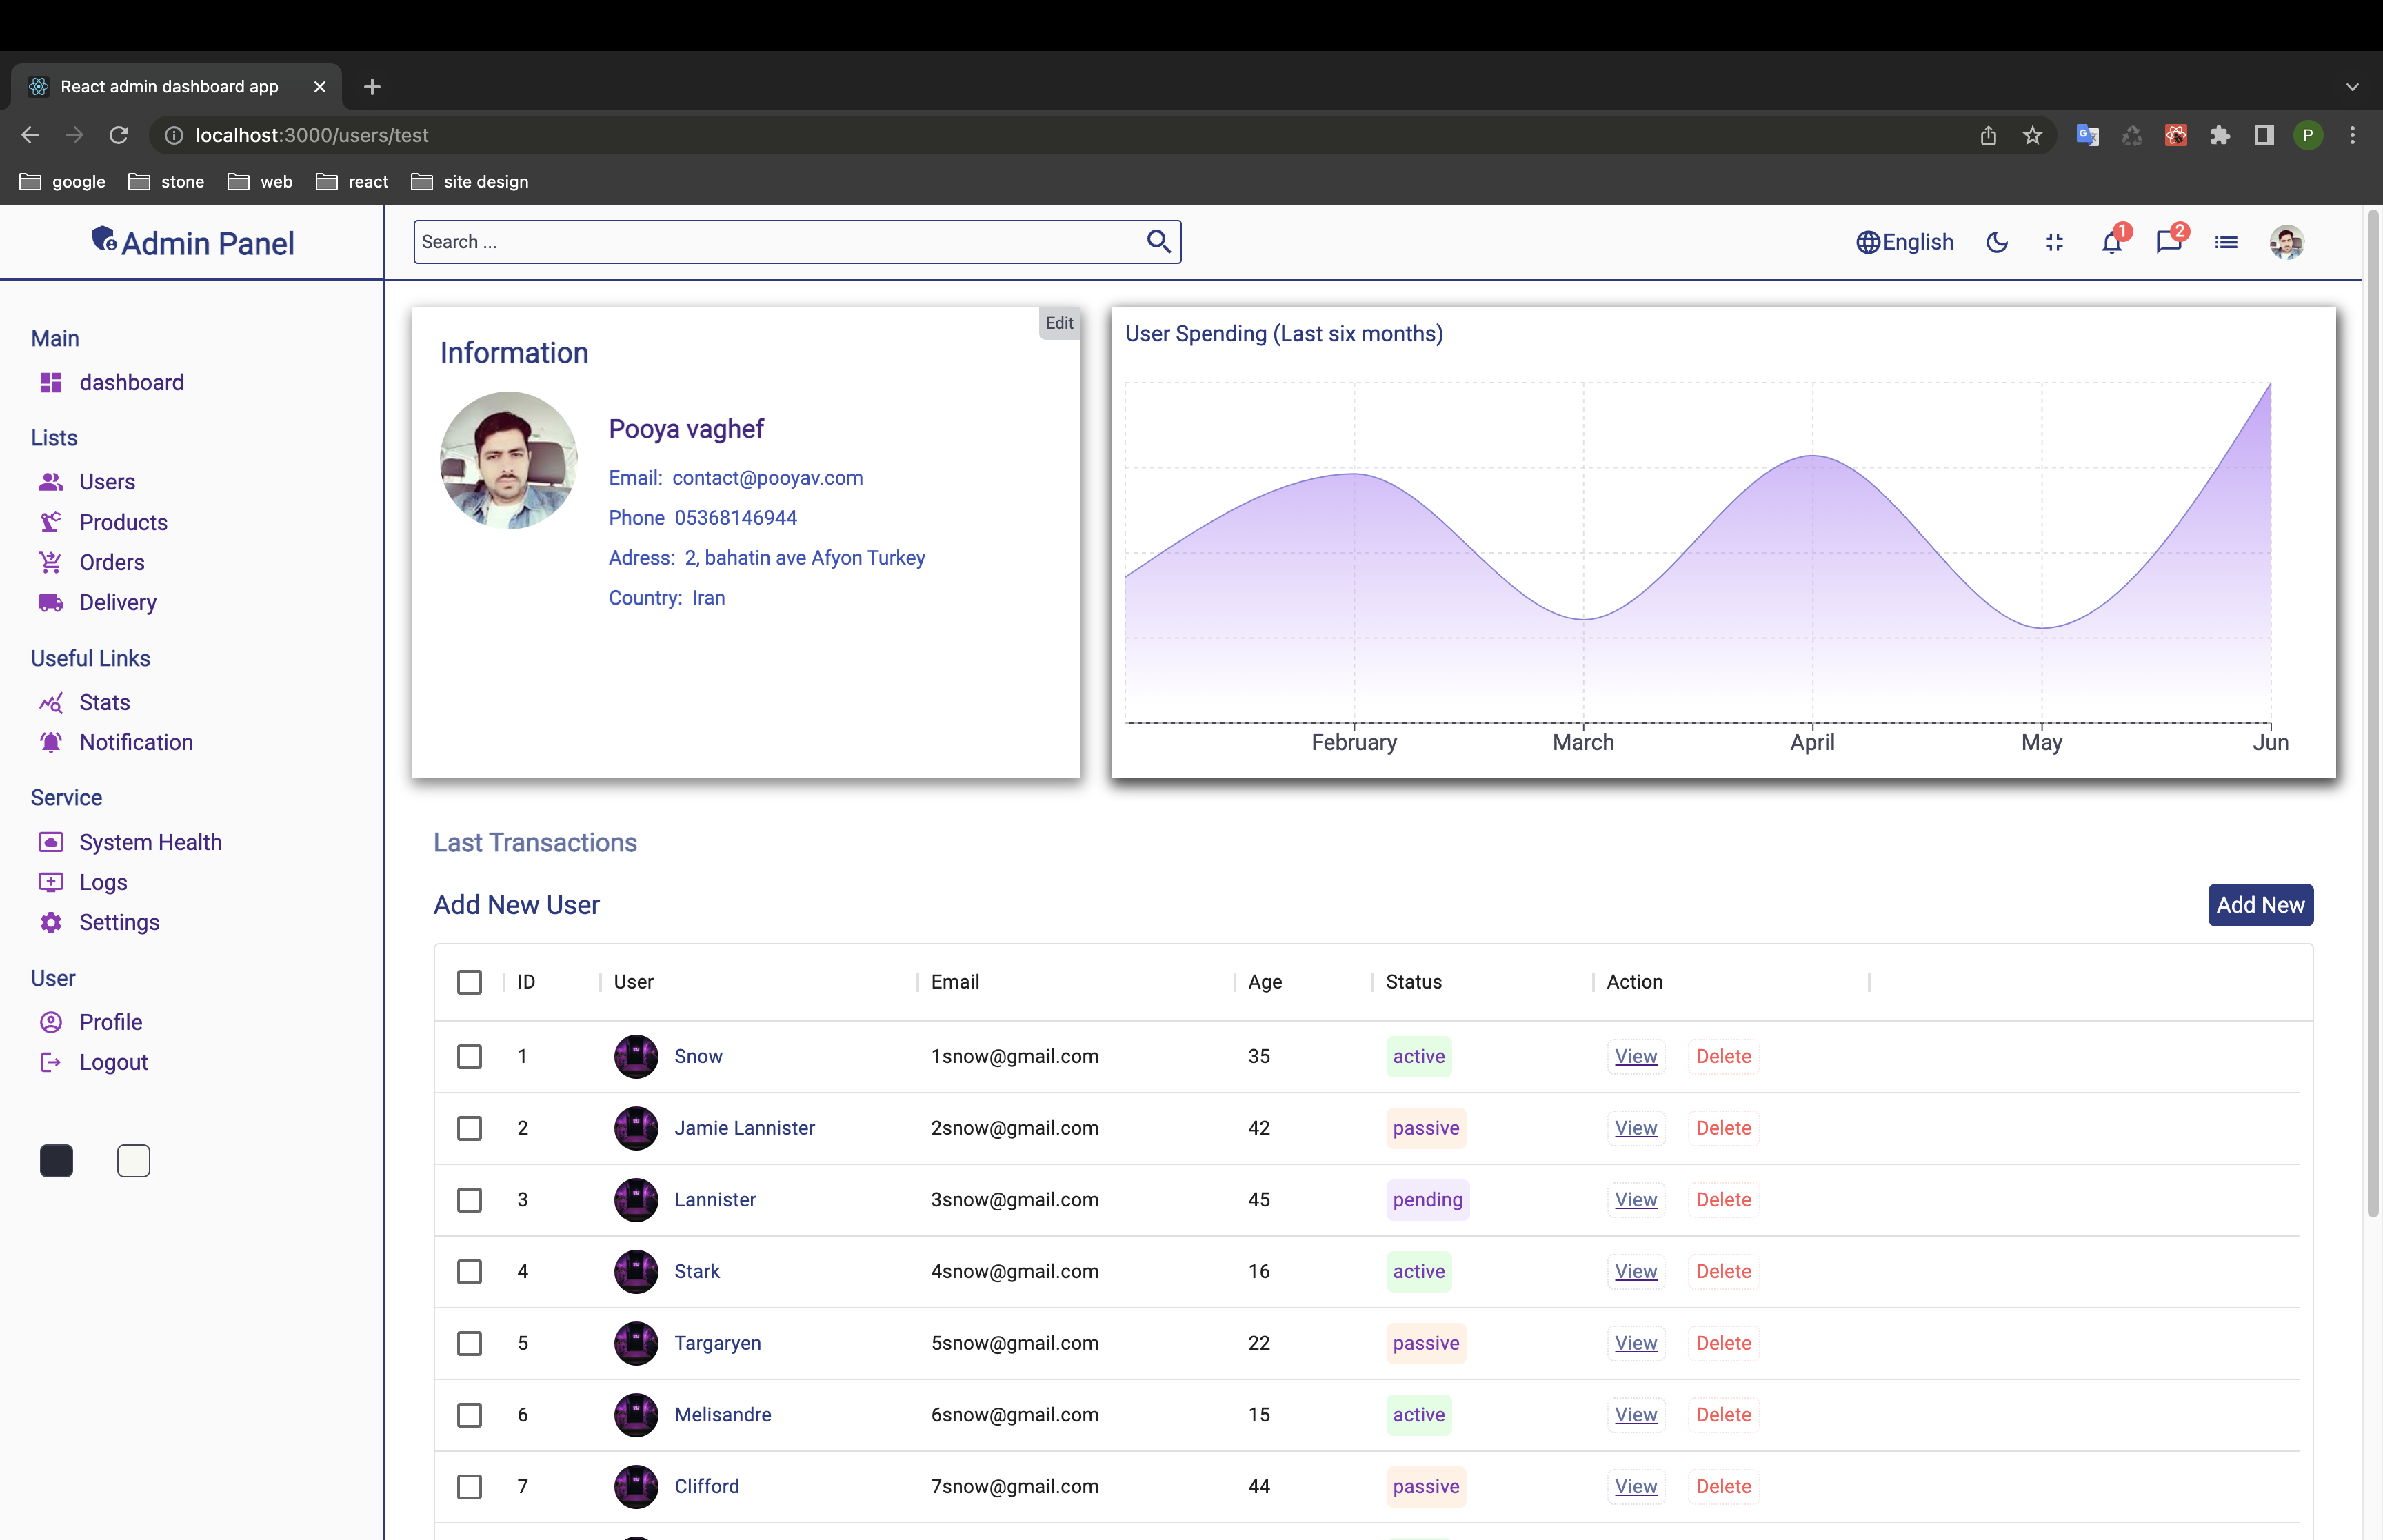 React admin dashboard app
localhost:3000/users/test
P
google stone web react site design
Admin Panel
Search ...
English 1 2
Main
dashboard
Lists
Users
Products
Orders
Delivery
Useful Links
Stats
Notification
Service
System Health
Logs
Settings
User
Profile
Logout
Edit
Information
Pooya vaghef
Email: contact@pooyav.com
Phone 05368146944
Adress: 2, bahatin ave Afyon Turkey
Country: Iran
User Spending (Last six months)
February March April May Jun
Last Transactions
Add New User
Add New
ID User Email Age Status Action
1 Snow 1snow@gmail.com 35 active View Delete
2 Jamie Lannister 2snow@gmail.com 42 passive View Delete
3 Lannister 3snow@gmail.com 45 pending View Delete
4 Stark 4snow@gmail.com 16 active View Delete
5 Targaryen 5snow@gmail.com 22 passive View Delete
6 Melisandre 6snow@gmail.com 15 active View Delete
7 Clifford 7snow@gmail.com 44 passive View Delete